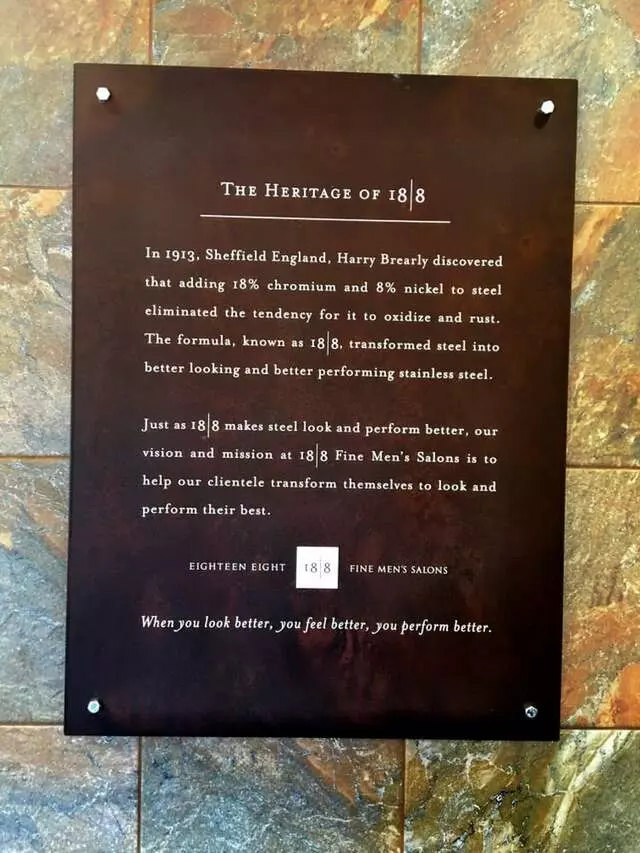 The Heritage of 18|8
In 1913, Sheffield England, Harry Brearly discovered
that adding 18% chromium and 8% nickel to steel
eliminated the tendency for it to oxidize and rust.
The formula, known as 18|8, transformed steel into
better looking and better performing stainless steel.
Just as 18|8 makes steel look and perform better, our
vision and mission at 18|8 Fine Men's Salons is to
help our clientele transform themselves to look and
perform their best.
EIGHTEEN EIGHT 18|8 FINE MEN'S SALONS
When you look better, you feel better, you perform better.